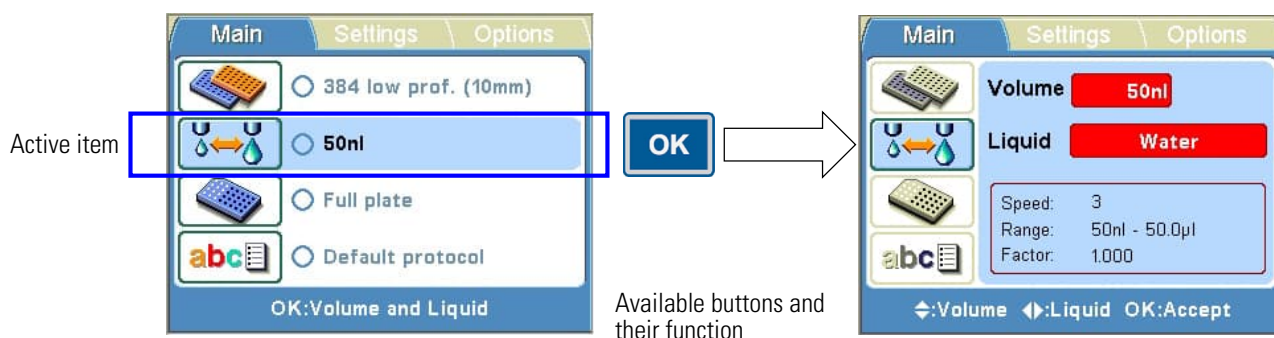 Main Settings Options
384 low prof. (10mm)
Active item
50nl
Full plate
abc Default protocol
OK:Volume and Liquid
OK
Available buttons and
their function
Main Settings Options
Volume 50nl
Liquid Water
Speed: 3
Range: 50nl - 50.0µl
Factor: 1.000
abc
:Volume :Liquid OK:Accept